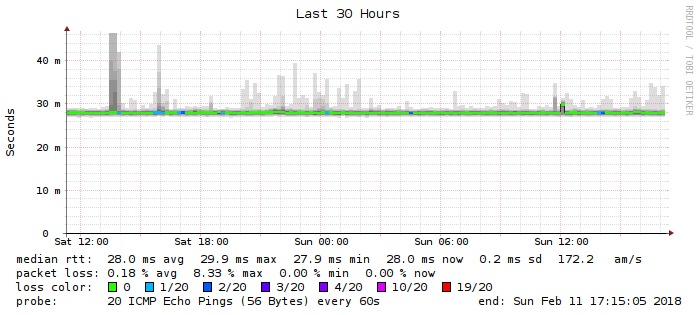 Last 30 Hours
RRDTOOL / TOBI OETIKER
Seconds
40 m
30 m
20 m
10 m
0
Sat 12:00 Sat 18:00 Sun 00:00 Sun 06:00 Sun 12:00
median rtt: 28.0 ms avg 29.9 ms max 27.9 ms min 28.0 ms now 0.2 ms sd 172.2 am/s
packet loss: 0.18 % avg 8.33 % max 0.00 % min 0.00 % now
loss color: 0 1/20 2/20 3/20 4/20 10/20 19/20
probe: 20 ICMP Echo Pings (56 Bytes) every 60s end: Sun Feb 11 17:15:05 2018